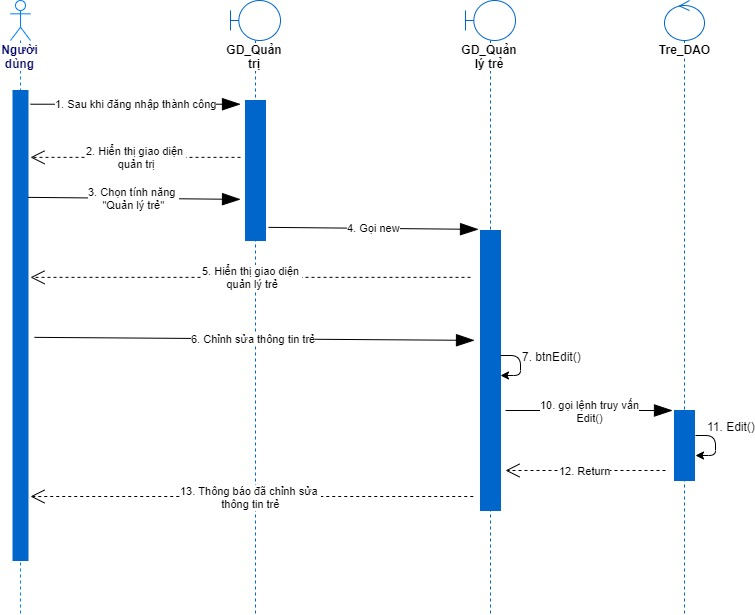 Người
dùng
GD_Quản
trị
GD_Quản
lý trẻ
Tre_DAO
1. Sau khi đăng nhập thành công
2. Hiển thị giao diện
quản trị
3. Chọn tính năng
"Quản lý trẻ"
4. Gọi new
5. Hiển thị giao diện
quản lý trẻ
6. Chỉnh sửa thông tin trẻ
7. btnEdit()
10. gọi lệnh truy vấn
Edit()
11. Edit()
12. Return
13. Thông báo đã chỉnh sửa
thông tin trẻ